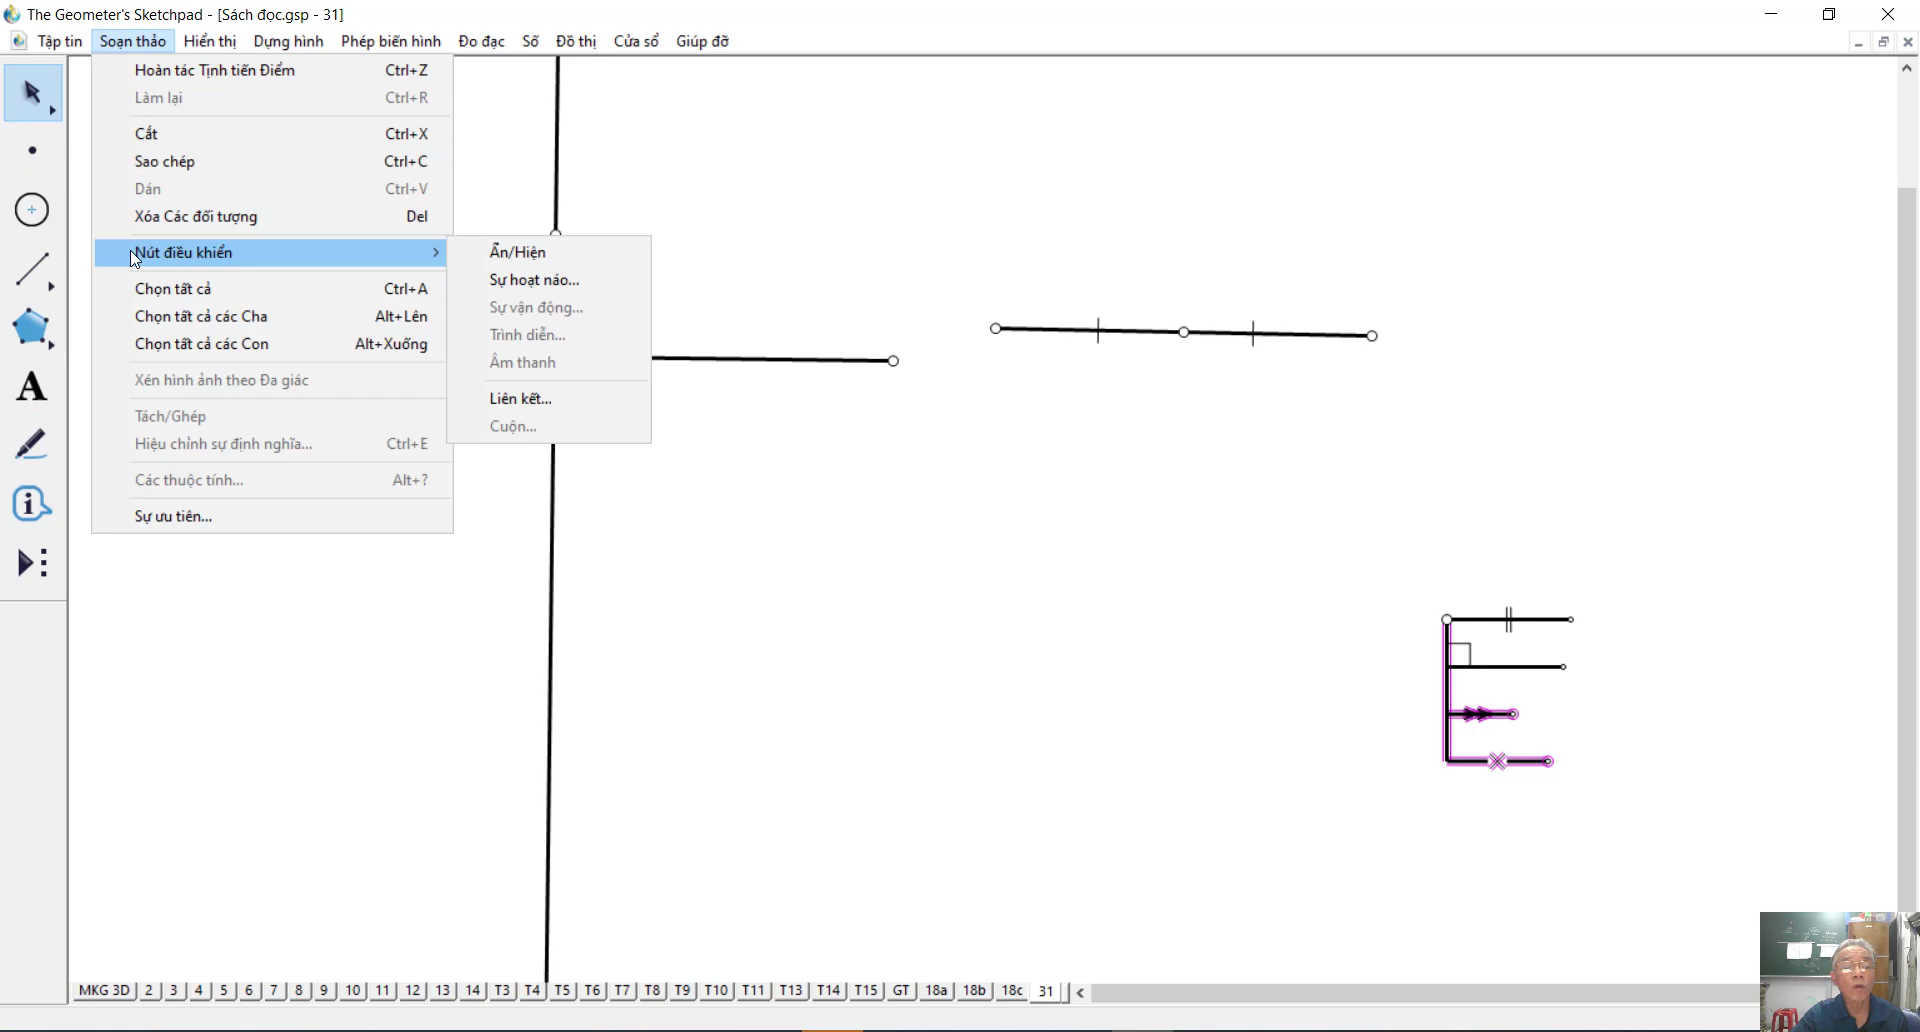 The Geometer's Sketchpad - [Sách đọc.gsp - 31]
Tập tin Soạn thảo Hiển thị Dựng hình Phép biến hình Đo đạc Số Đồ thị Cửa sổ Giúp đỡ
Hoàn tác Tịnh tiến Điểm Ctrl+Z
Làm lại Ctrl+R
Cắt Ctrl+X
Sao chép Ctrl+C
Dán Ctrl+V
Xóa Các đối tượng Del
Nút điều khiển
Ẩn/Hiện
Sự hoạt náo...
Sự vận động...
Trình diễn...
Âm thanh
Liên kết...
Cuộn...
Chọn tất cả Ctrl+A
Chọn tất cả các Cha Alt+Lên
Chọn tất cả các Con Alt+Xuống
Xén hình ảnh theo Đa giác
Tách/Ghép
Hiệu chỉnh sự định nghĩa... Ctrl+E
Các thuộc tính... Alt+?
Sự ưu tiên...
A
MKG 3D 2 3 4 5 6 7 8 9 10 11 12 13 14 T3 T4 T5 T6 T7 T8 T9 T10 T11 T13 T14 T15 GT 18a 18b 18c 31